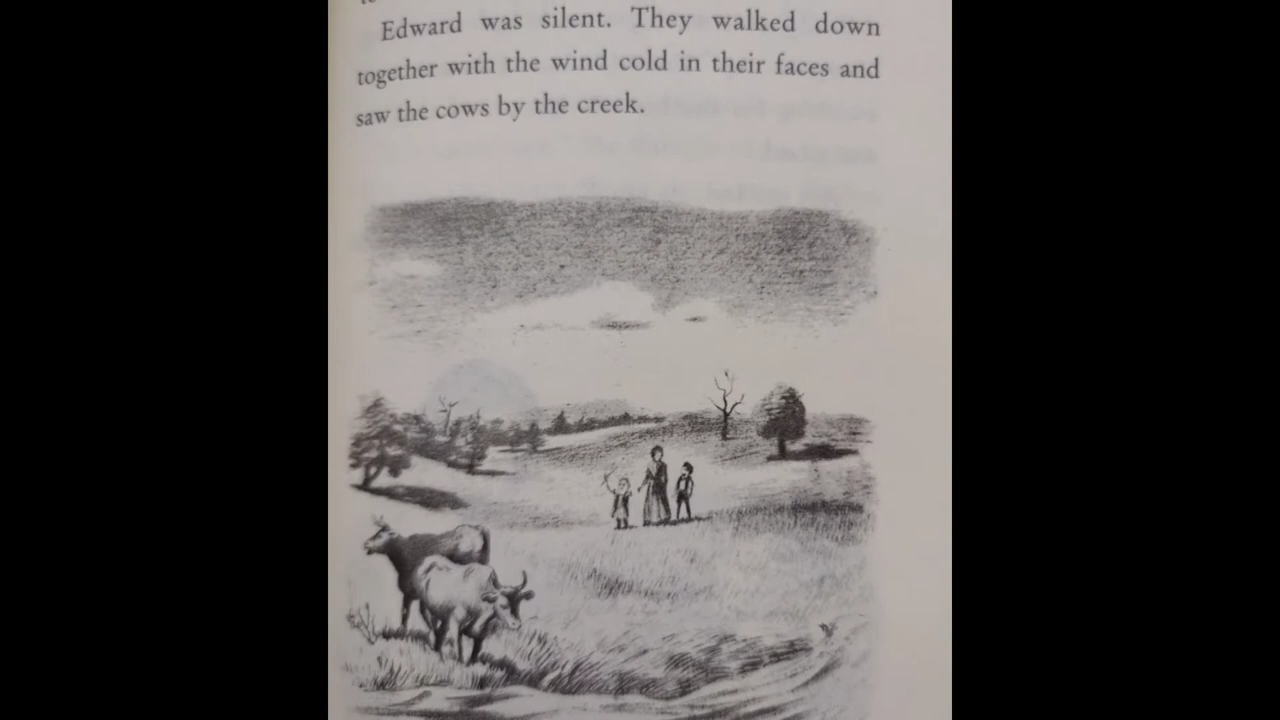 Edward was silent. They walked down
together with the wind cold in their faces and
saw the cows by the creek.